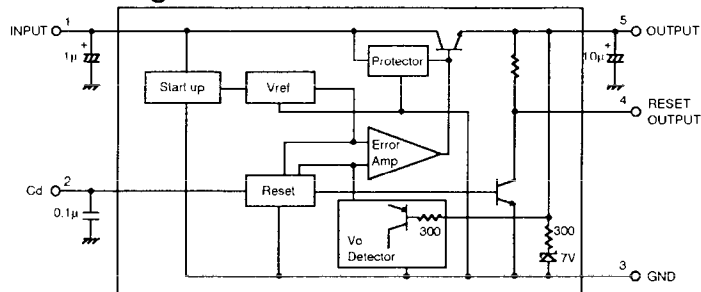 INPUT 1
+
1µ
5 OUTPUT
+
10µ
Protector
Start up
Vref
4 RESET
OUTPUT
Error
Amp
Cd 2
Reset
0.1µ
300
300
Vo
Detector
7V
3 GND